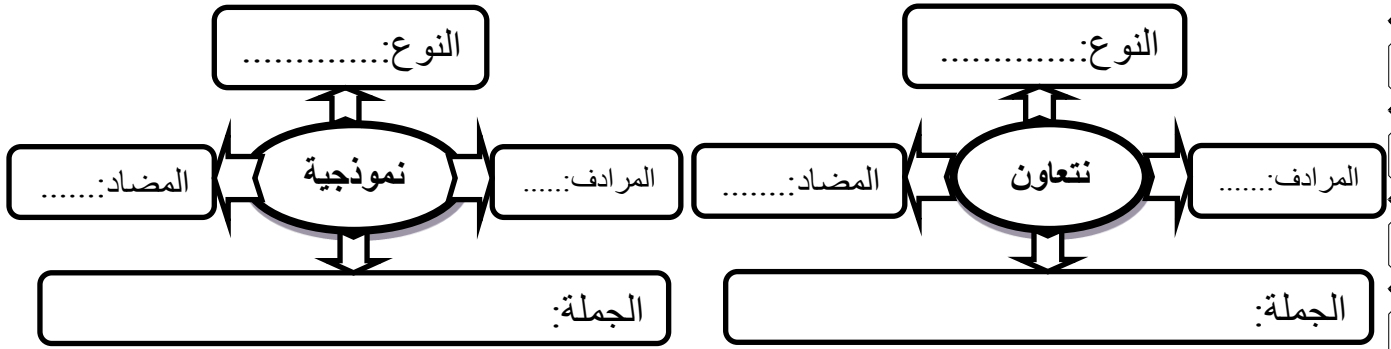 النوع:..............
المرادف:......
نتعاون
المضاد:.......
الجملة:
النوع:.............
المرادف:.....
نموذجية
المضاد:......
الجملة: